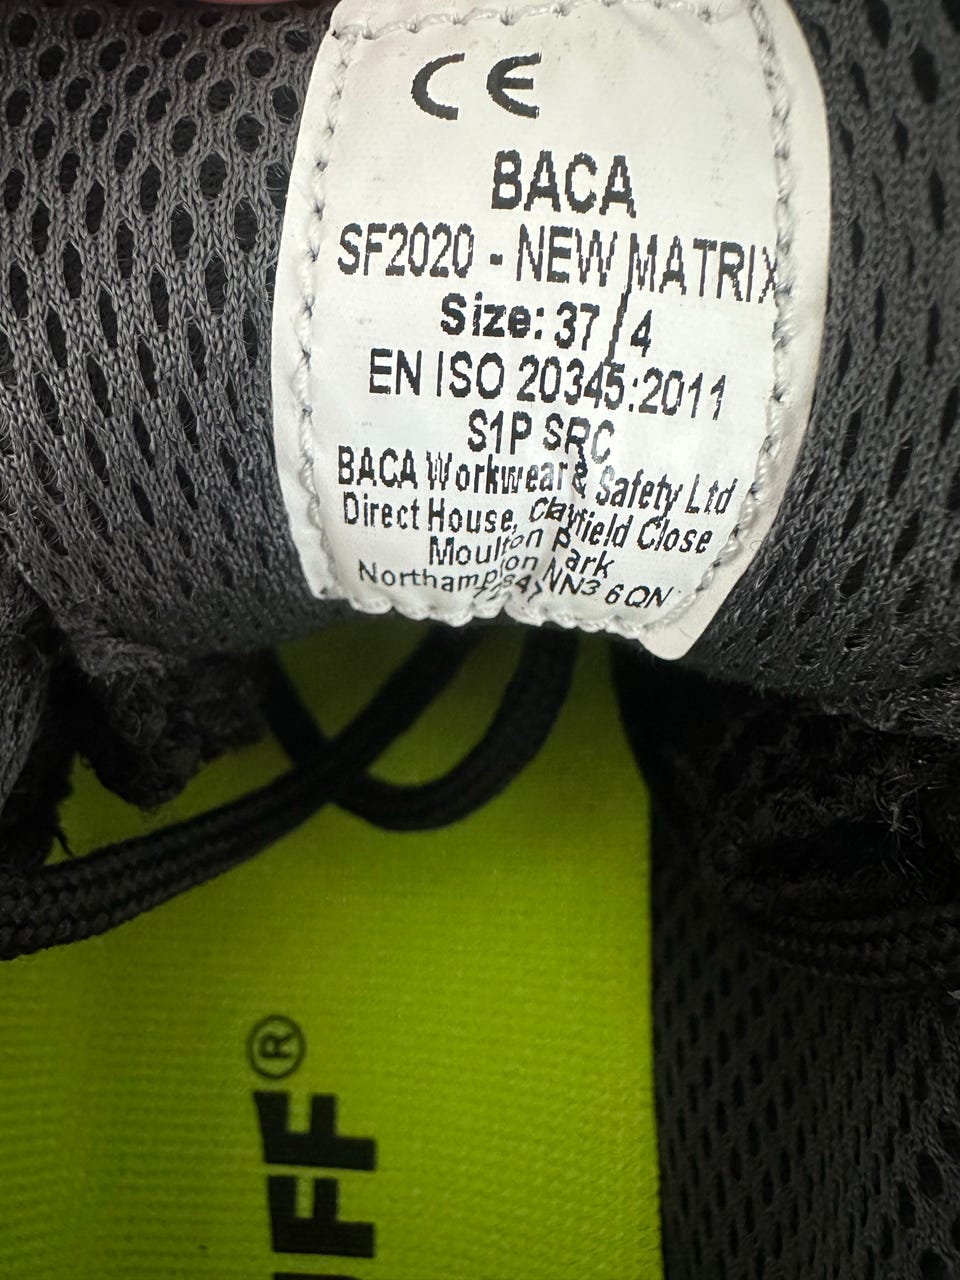 CE
BACA
SF2020 - NEW MATRIX
Size: 37 / 4
EN ISO 20345:2011
S1P SRC
BACA Workwear & Safety Ltd
Direct House, Clayfield Close
Moulton Park
Northampton NN3 6QN
FF®